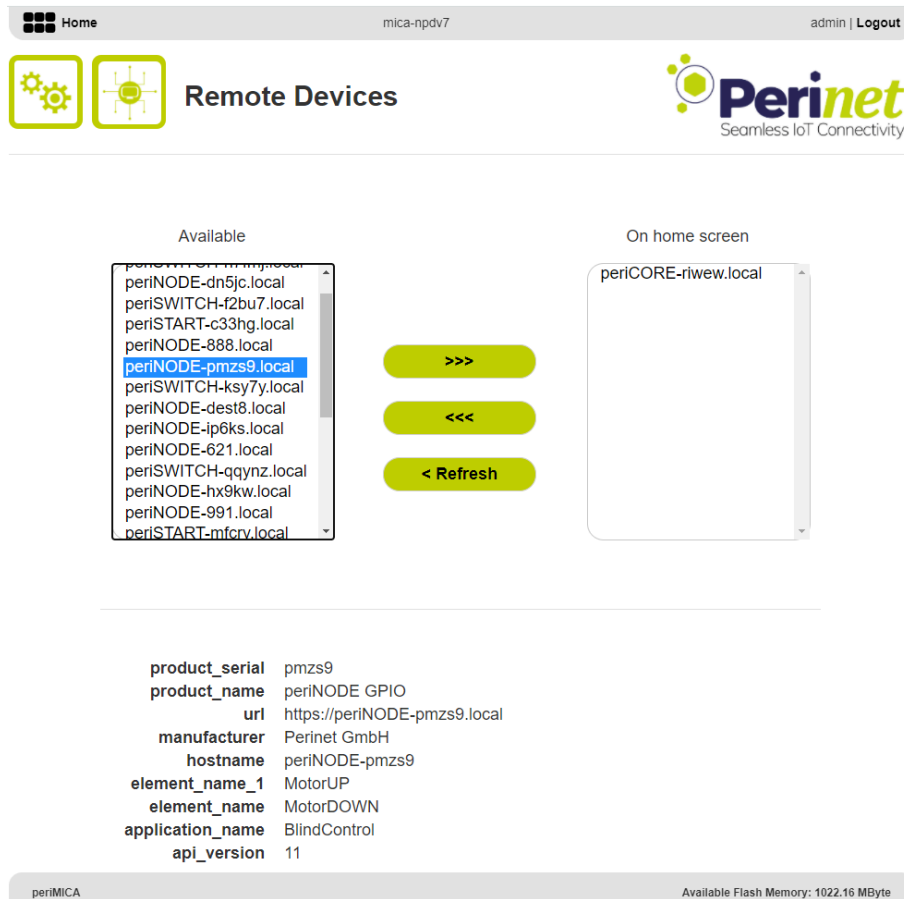 Home mica-npdv7 admin | Logout
Remote Devices
Perinet
Seamless IoT Connectivity
Available
On home screen
periNODE-dn5jc.local
periSWITCH-f2bu7.local
periSTART-c33hg.local
periNODE-888.local
periNODE-pmzs9.local
periSWITCH-ksy7y.local
periNODE-dest8.local
periNODE-ip6ks.local
periNODE-621.local
periSWITCH-qqynz.local
periNODE-hx9kw.local
periNODE-991.local
periSTART-mfcrv.local
>>>
<<<
< Refresh
periCORE-riwew.local
product_serial pmzs9
product_name periNODE GPIO
url https://periNODE-pmzs9.local
manufacturer Perinet GmbH
hostname periNODE-pmzs9
element_name_1 MotorUP
element_name MotorDOWN
application_name BlindControl
api_version 11
periMICA Available Flash Memory: 1022.16 MByte